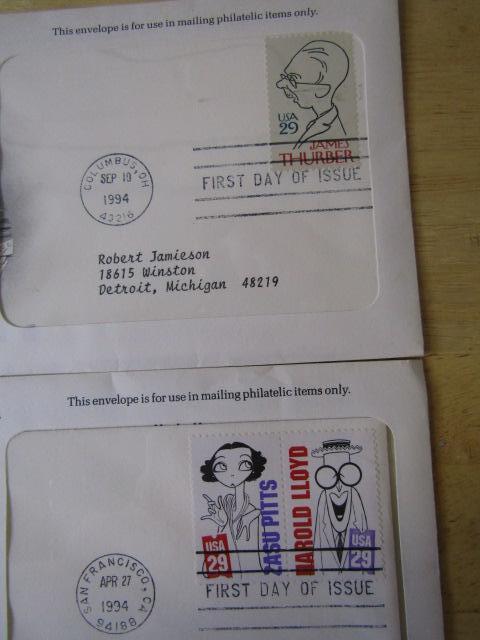 This envelope is for use in mailing philatelic items only.
USA
29
JAMES
THURBER
COLUMBUS, OH
SEP 10
1994
43216
FIRST DAY OF ISSUE
Robert Jamieson
18615 Winston
Detroit, Michigan 48219
This envelope is for use in mailing philatelic items only.
USA
29
ZASU PITTS
HAROLD LLOYD
USA
29
SAN FRANCISCO, CA
APR 27
1994
94188
FIRST DAY OF ISSUE